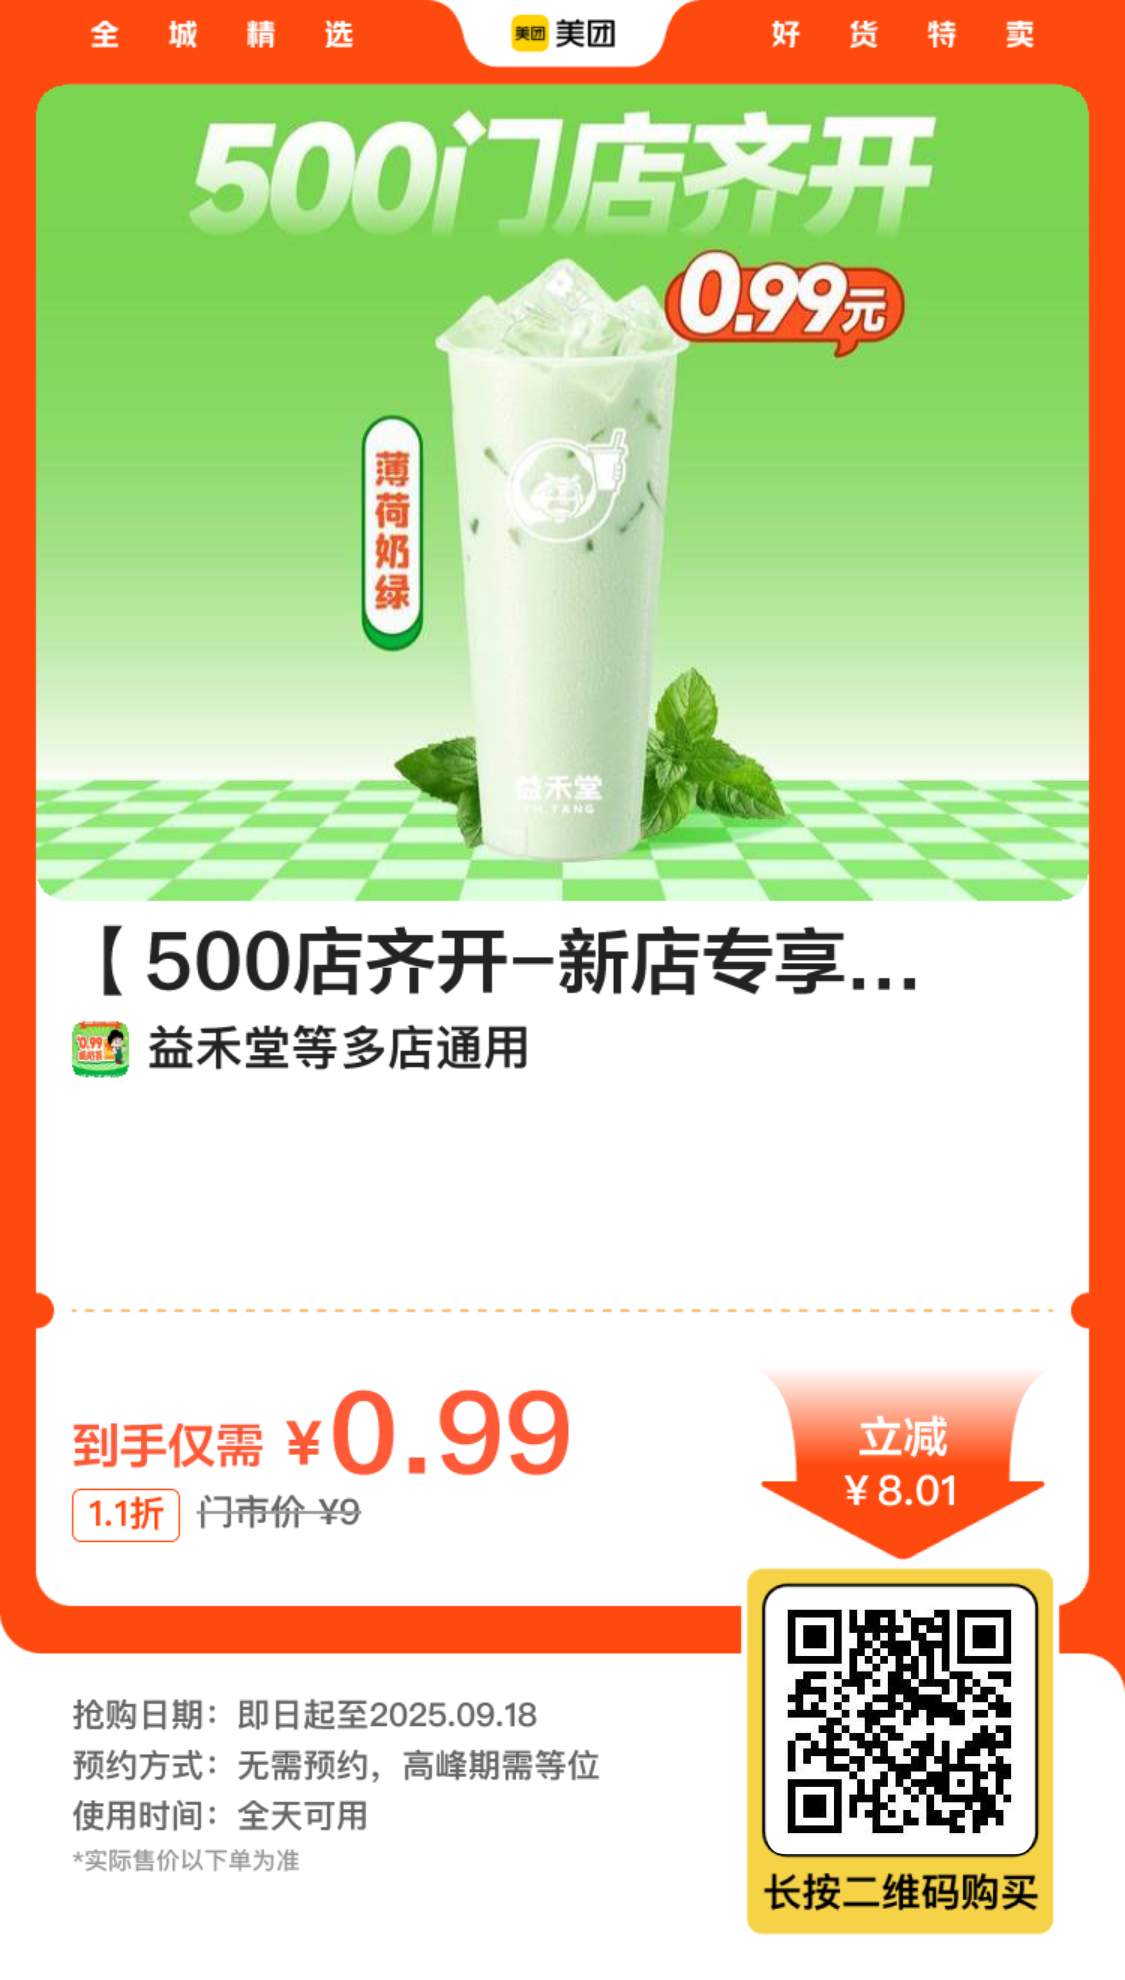 全城精选 美团 美团 好货特卖
500门店齐开
0.99元
薄荷奶绿
益禾堂
TANG
【500店齐开-新店专享...
0.99
益禾堂等多店通用
到手仅需 ¥0.99
立减
¥8.01
1.1折 门市价 ¥9
抢购日期：即日起至2025.09.18
预约方式：无需预约，高峰期需等位
使用时间：全天可用
*实际售价以下单为准
长按二维码购买